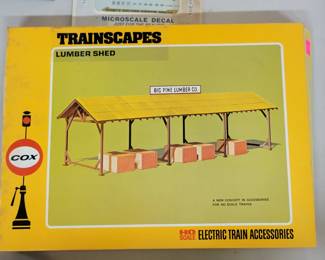 MICROSCALE DECAL
TRAINSCAPES
LUMBER SHED
BIG PINE LUMBER CO.
COX
A NEW CONCEPT IN ACCESSORIES
FOR HO SCALE TRAINS
HO SCALE ELECTRIC TRAIN ACCESSORIES